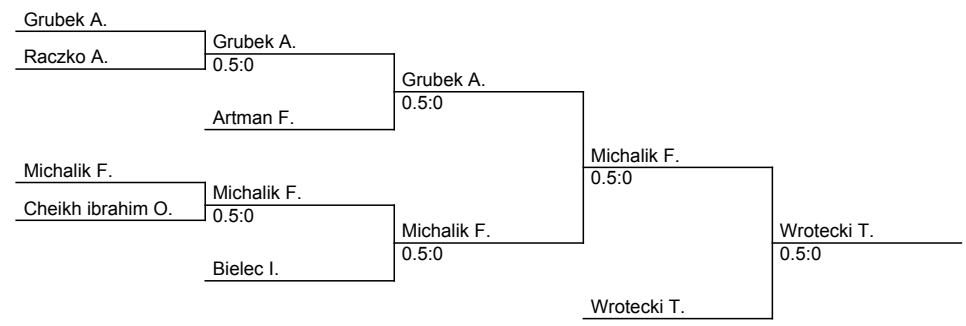 Grubek A.
Raczko A.
Grubek A.
0.5:0
Artman F.
Grubek A.
0.5:0
Michalik F.
Cheikh ibrahim O.
Michalik F.
0.5:0
Bielec I.
Michalik F.
0.5:0
Michalik F.
0.5:0
Wrotecki T.
Wrotecki T.
0.5:0